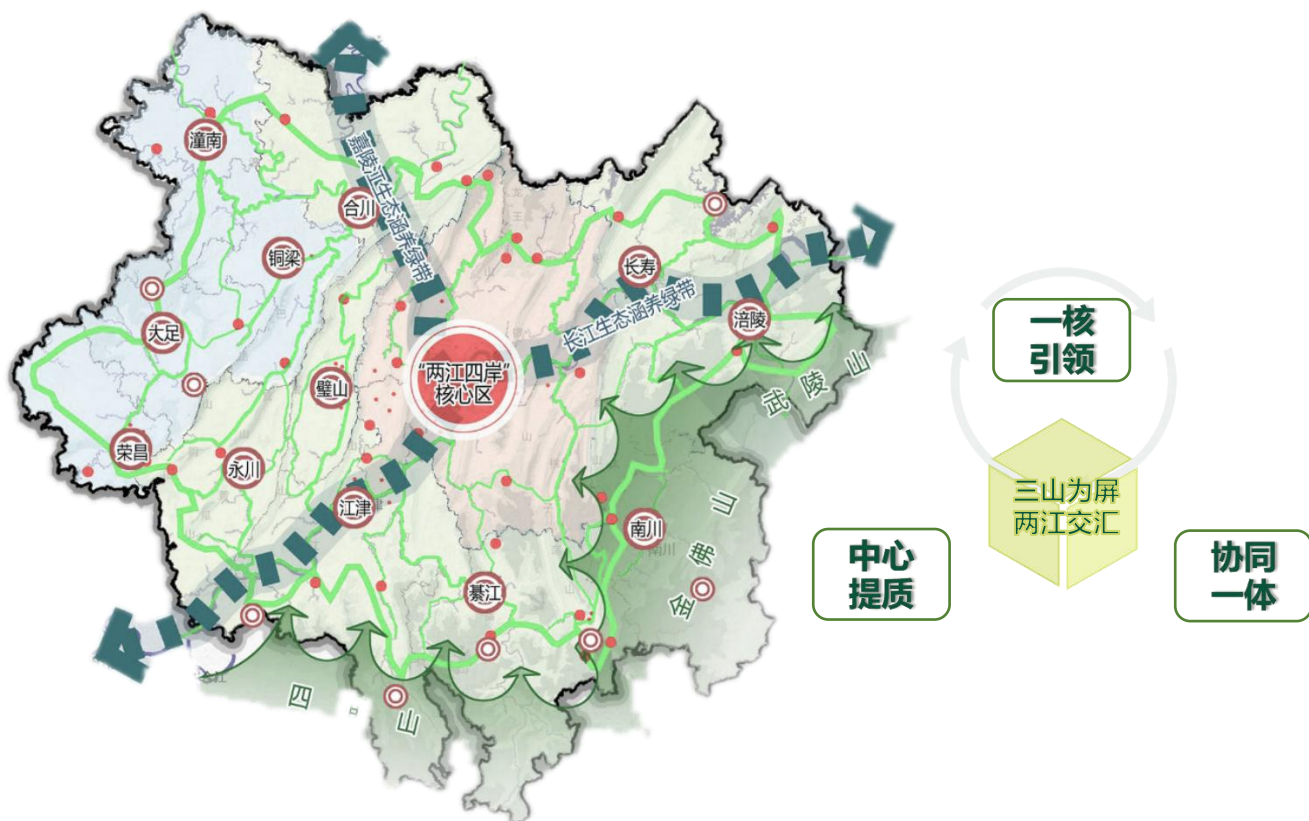 潼南
嘉陵江生态涵养绿带
合川
铜梁
长寿
长江生态涵养绿带
大足
涪陵
“两江四岸”
核心区
璧山
武陵山
荣昌
永川
江津
南川
南川
綦江
金佛山
四
山
一核
引领
三山为屏
两江交汇
中心
提质
协同
一体